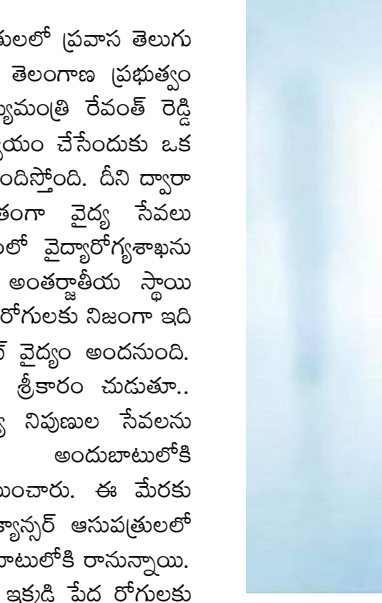 తులలో ప్రవాస తెలుగు
తెలంగాణ ప్రభుత్వం
్యమంత్రి రేవంత్ రెడ్డి
్వయం చేసేందుకు ఒక
ందిస్తోంది. దీని ద్వారా
తంగా వైద్య సేవలు
లో వైద్యారోగ్యశాఖను
అంతర్జాతీయ స్థాయి
రోగులకు నిజంగా ఇది
వైద్యం అందనుంది.
శ్రీకారం చుడుతూ..
నిపుణుల సేవలను
అందుబాటులోకి
యించారు. ఈ మేరకు
క్యాన్సర్ ఆసుపత్రులలో
బాటులోకి రానున్నాయి.
ఇక్కడి పేద రోగులకు